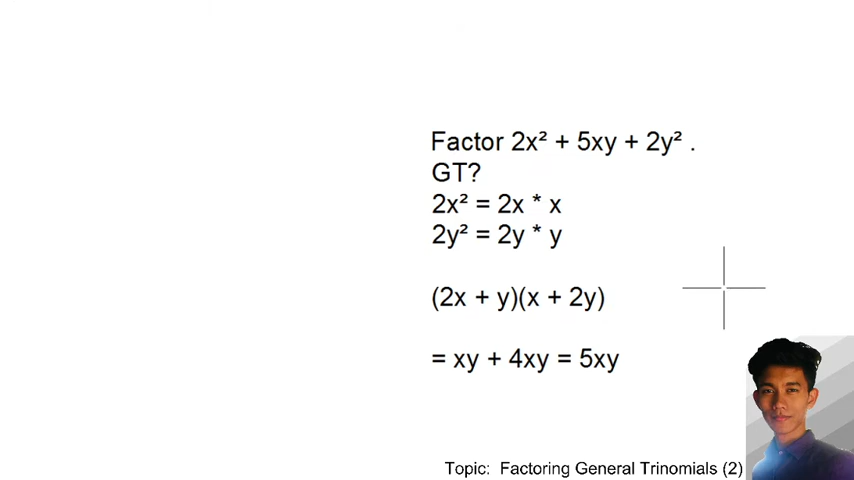 Factor 2x² + 5xy + 2y² .
GT?
2x² = 2x * x
2y² = 2y * y
(2x + y)(x + 2y)
= xy + 4xy = 5xy
Topic:  Factoring General Trinomials (2)